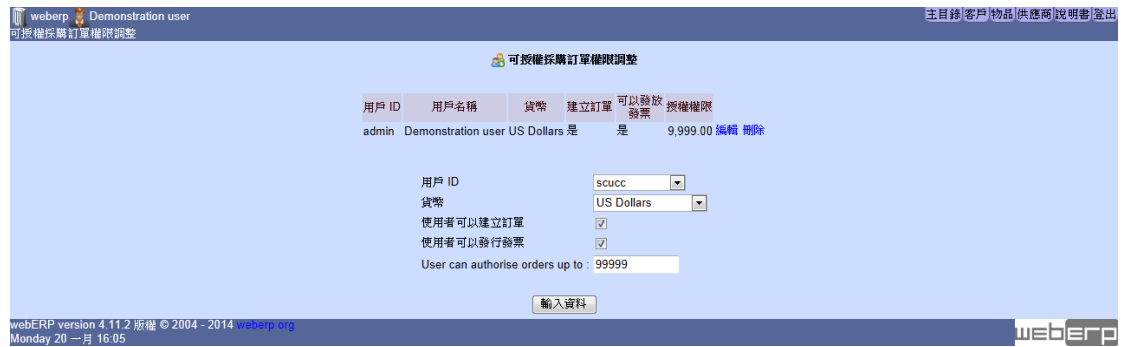 weberp Demonstration user
主目錄 客戶 物品 供應商 說明書 登出
可授權採購訂單權限調整
可授權採購訂單權限調整
用戶 ID 用戶名稱 貨幣 建立訂單 可以發放發票 授權權限
admin Demonstration user US Dollars 是 是 9,999.00 編輯 刪除
用戶 ID scucc
貨幣 US Dollars
使用者可以建立訂單
使用者可以發行發票
User can authorise orders up to : 99999
輸入資料
webERP version 4.11.2 版權 © 2004 - 2014 weberp.org
Monday 20 一月 16:05
weberp